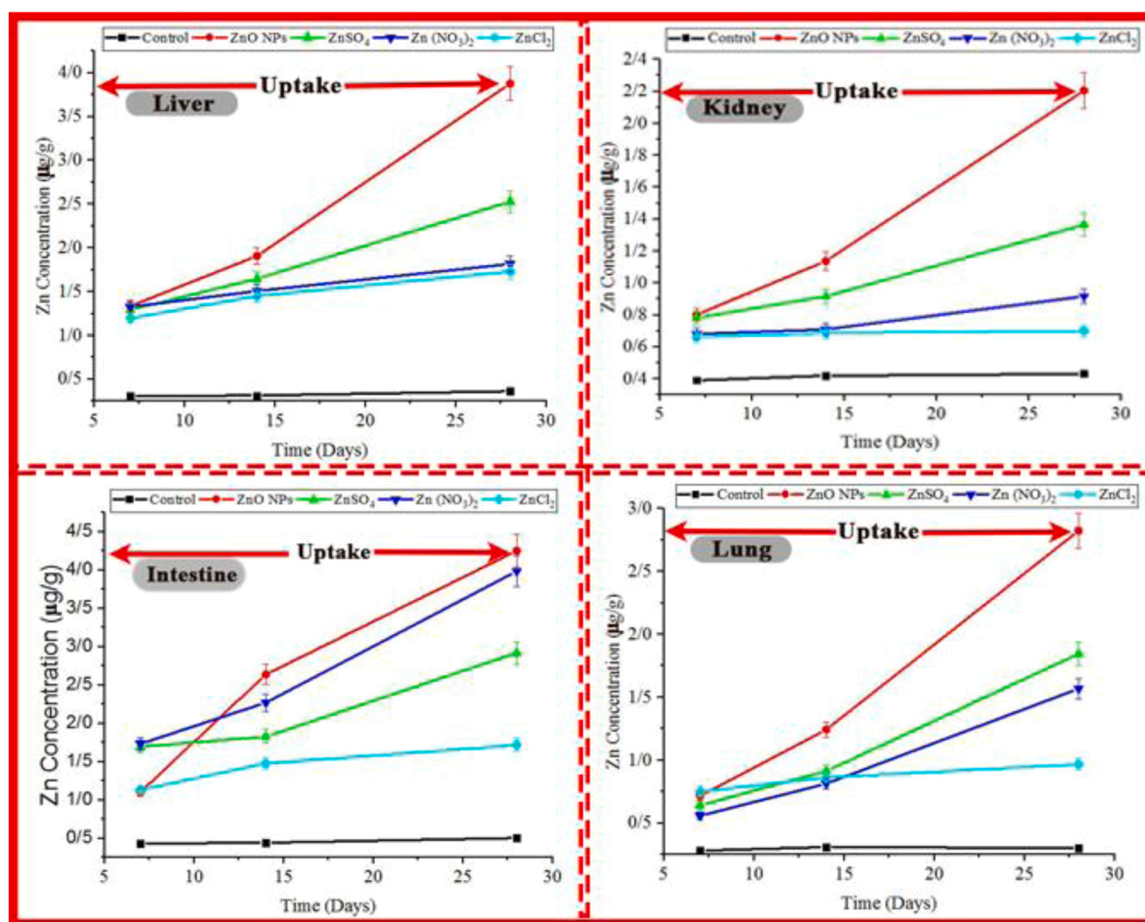 Control ZnO NPs ZnSO₄ Zn (NO₃)₂ ZnCl₂
4/0
3/5
3/0
2/5
2/0
1/5
1/0
0/5
Zn Concentration (μg/g)
Uptake
Liver
5 10 15 20 25 30
Time (Days)
Control ZnO NPs ZnSO₄ Zn (NO₃)₂ ZnCl₂
2/4
2/2
2/0
1/8
1/6
1/4
1/2
1/0
0/8
0/6
0/4
Zn Concentration (μg/g)
Uptake
Kidney
5 10 15 20 25 30
Time (Days)
Control ZnO NPs ZnSO₄ Zn (NO₃)₂ ZnCl₂
4/5
4/0
3/5
3/0
2/5
2/0
1/5
1/0
0/5
Zn Concentration (μg/g)
Uptake
Intestine
5 10 15 20 25 30
Time (Days)
Control ZnO NPs ZnSO₄ Zn (NO₃)₂ ZnCl₂
3/0
2/5
2/0
1/5
1/0
0/5
Zn Concentration (μg/g)
Uptake
Lung
5 10 15 20 25 30
Time (Days)